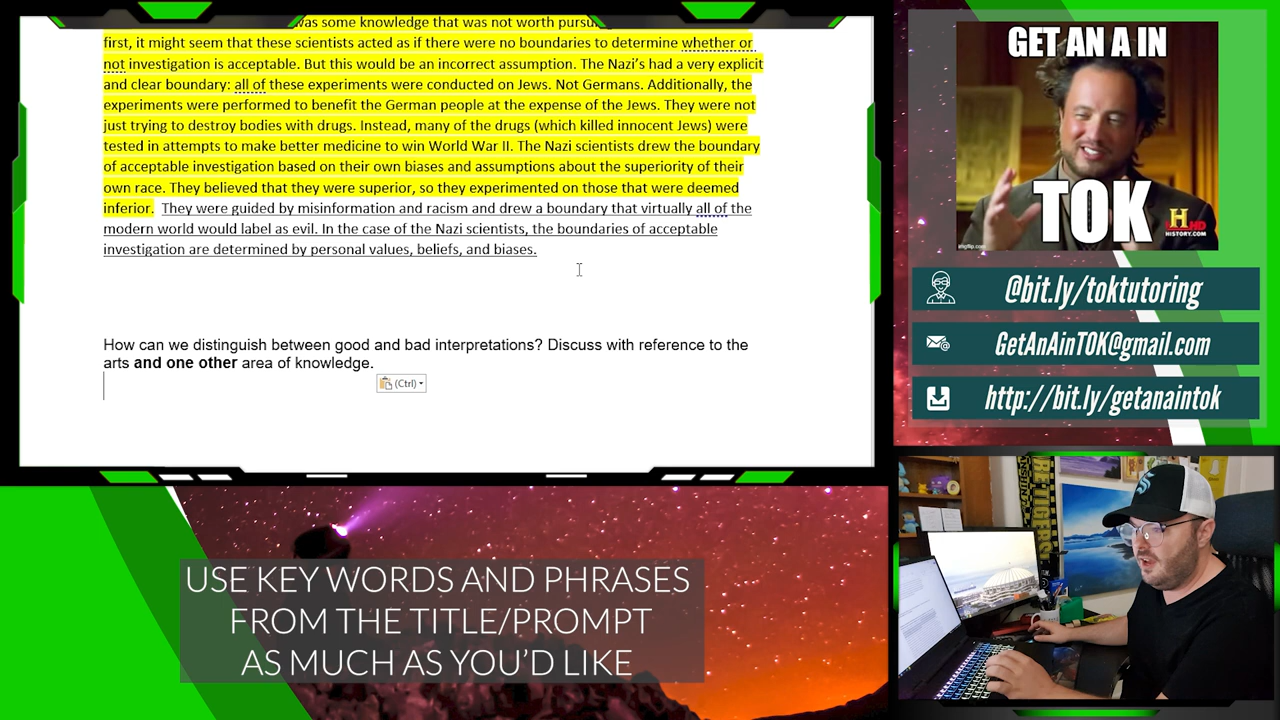 was some knowledge that was not worth
first, it might seem that these scientists acted as if there were no boundaries to determine whether or
not investigation is acceptable. But this would be an incorrect assumption. The Nazi's had a very explicit
and clear boundary: all of these experiments were conducted on Jews. Not Germans. Additionally, the
experiments were performed to benefit the German people at the expense of the Jews. They were not
just trying to destroy bodies with drugs. Instead, many of the drugs (which killed innocent Jews) were
tested in attempts to make better medicine to win World War II. The Nazi scientists drew the boundary
of acceptable investigation based on their own biases and assumptions about the superiority of their
own race. They believed that they were superior, so they experimented on those that were deemed
inferior. They were guided by misinformation and racism and drew a boundary that virtually all of the
modern world would label as evil. In the case of the Nazi scientists, the boundaries of acceptable
investigation are determined by personal values, beliefs, and biases.
How can we distinguish between good and bad interpretations? Discuss with reference to the
arts and one other area of knowledge.
(Ctrl)
USE KEY WORDS AND PHRASES
FROM THE TITLE/PROMPT
AS MUCH AS YOU'D LIKE
GET AN A IN
TOK
H
HISTORY.COM
imgflip.com
@bit.ly/toktutoring
GetAnAinTOK@gmail.com
http://bit.ly/getanaintok